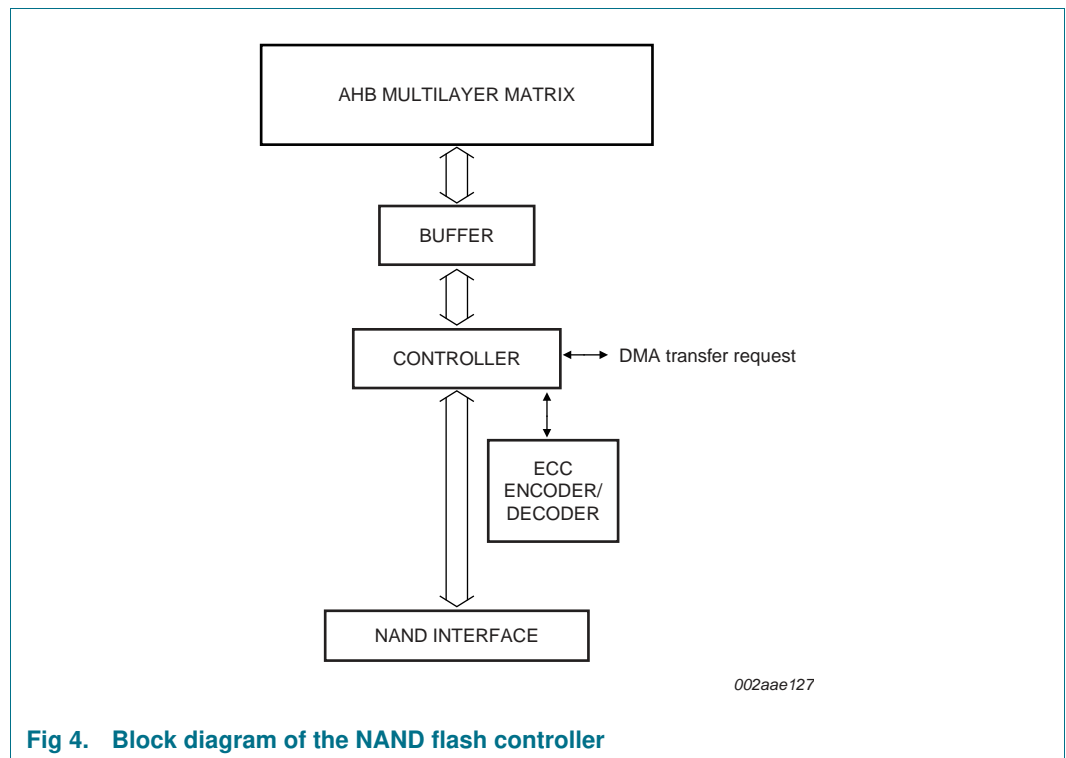 AHB MULTILAYER MATRIX
BUFFER
CONTROLLER
DMA transfer request
ECC
ENCODER/
DECODER
NAND INTERFACE
002aae127
Fig 4. Block diagram of the NAND flash controller